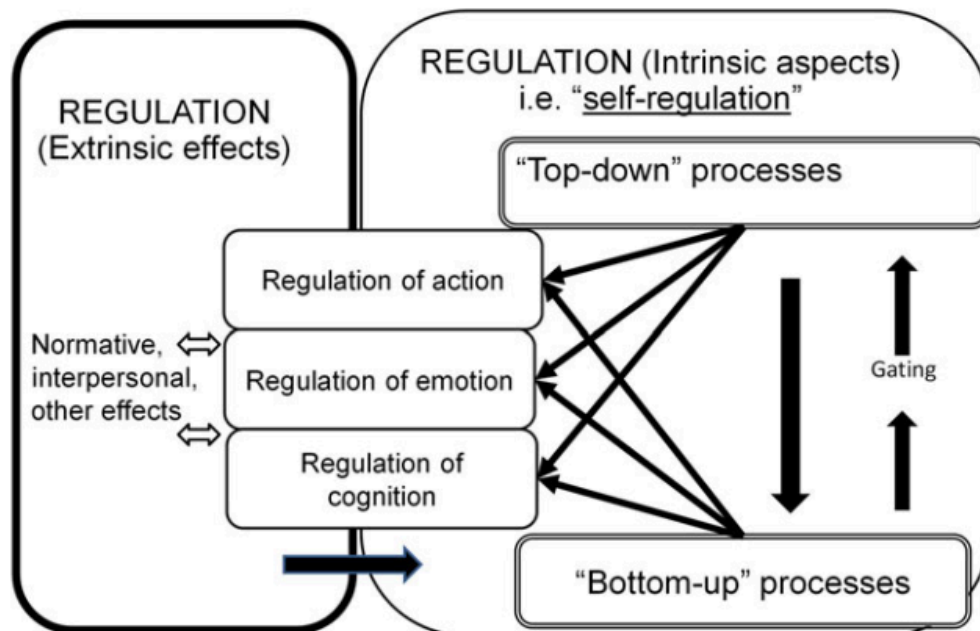 REGULATION
(Extrinsic effects)
REGULATION (Intrinsic aspects)
i.e. “self-regulation”
“Top-down” processes
Regulation of action
Normative,
interpersonal,
other effects
Regulation of emotion
Gating
Regulation of
cognition
“Bottom-up” processes